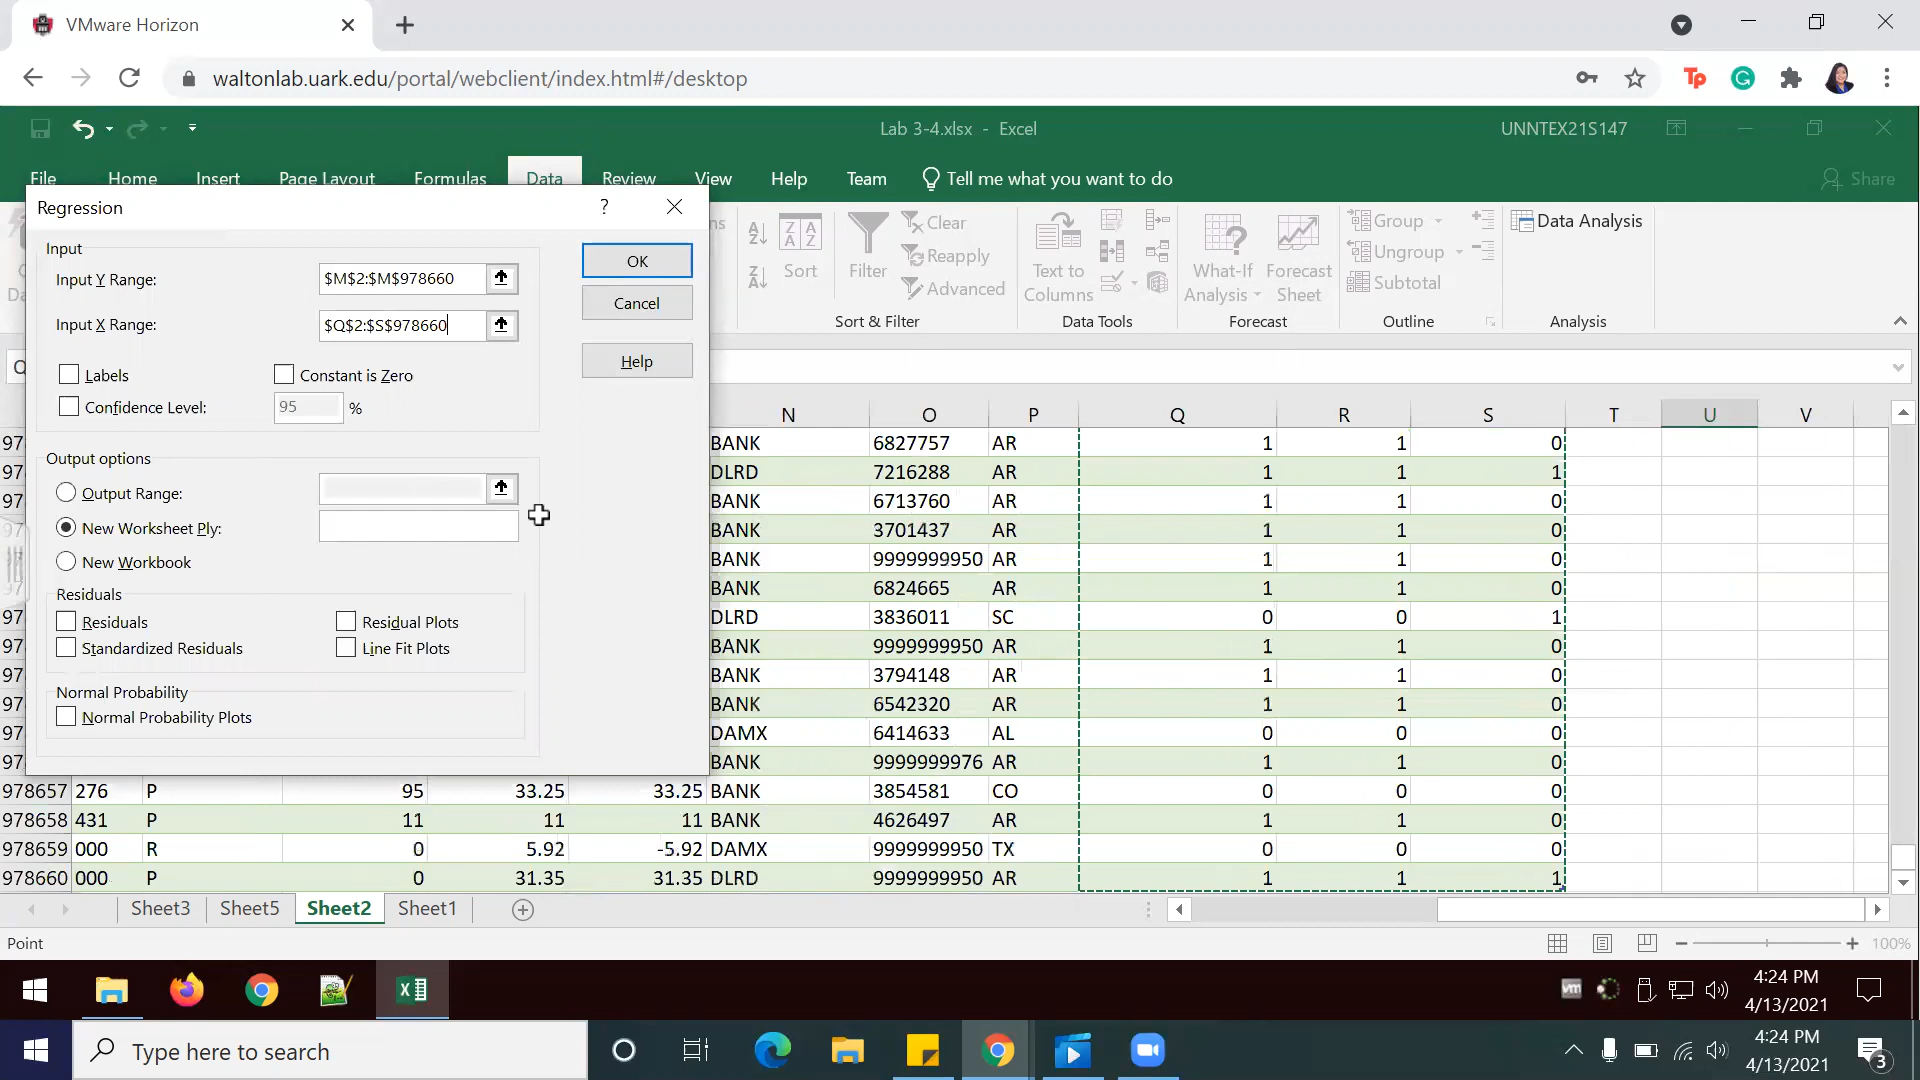 VMware Horizon
waltonlab.uark.edu/portal/webclient/index.html#/desktop
Lab 3-4.xlsx - Excel
UNNTEX21S147
File Home Insert Page Layout Formulas Data Review View Help Team Tell me what you want to do
Share
Regression
?
Input
Input Y Range:
$M$2:$M$978660
Input X Range:
$Q$2:$S$978660
Labels
Constant is Zero
Confidence Level:
95 %
OK
Cancel
Help
Output options
Output Range:
New Worksheet Ply:
New Workbook
Residuals
Residuals
Residual Plots
Standardized Residuals
Line Fit Plots
Normal Probability
Normal Probability Plots
Sort
Filter
Clear
Reapply
Advanced
Sort & Filter
Text to Columns
Data Tools
What-If Analysis
Forecast Sheet
Forecast
Group
Ungroup
Subtotal
Outline
Data Analysis
Analysis
N O P Q R S T U V
BANK 6827757 AR 1 1 0
DLRD 7216288 AR 1 1 1
BANK 6713760 AR 1 1 0
BANK 3701437 AR 1 1 0
BANK 9999999950 AR 1 1 0
BANK 6824665 AR 1 1 0
DLRD 3836011 SC 0 0 1
BANK 9999999950 AR 1 1 0
BANK 3794148 AR 1 1 0
BANK 6542320 AR 1 1 0
DAMX 6414633 AL 0 0 0
BANK 9999999976 AR 1 1 0
978657 276 P 95 33.25 33.25 BANK 3854581 CO 0 0 0
978658 431 P 11 11 11 BANK 4626497 AR 1 1 0
978659 000 R 0 5.92 -5.92 DAMX 9999999950 TX 0 0 0
978660 000 P 0 31.35 31.35 DLRD 9999999950 AR 1 1 1
Sheet3 Sheet5 Sheet2 Sheet1
Point
100%
vm
4:24 PM
4/13/2021
Type here to search
4:24 PM
4/13/2021
3